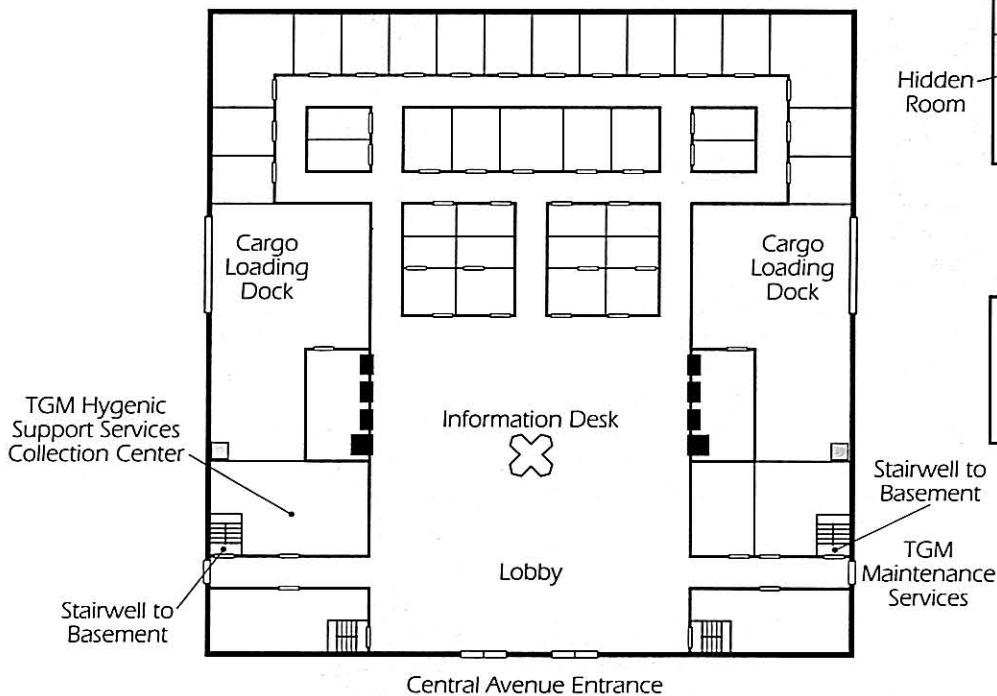 Hidden
Room
Cargo
Loading
Dock
Cargo
Loading
Dock
TGM Hygenic
Support Services
Collection Center
Information Desk
Stairwell to
Basement
Lobby
TGM
Maintenance
Services
Stairwell to
Basement
Central Avenue Entrance